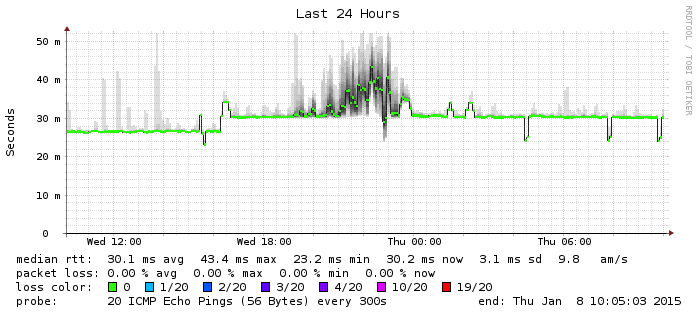 Last 24 Hours
RRDTOOL / TOBI OETIKER
Seconds
50 m
40 m
30 m
20 m
10 m
0
Wed 12:00 Wed 18:00 Thu 00:00 Thu 06:00
median rtt: 30.1 ms avg 43.4 ms max 23.2 ms min 30.2 ms now 3.1 ms sd 9.8 am/s
packet loss: 0.00 % avg 0.00 % max 0.00 % min 0.00 % now
loss color: 0 1/20 2/20 3/20 4/20 10/20 19/20
probe: 20 ICMP Echo Pings (56 Bytes) every 300s end: Thu Jan 8 10:05:03 2015